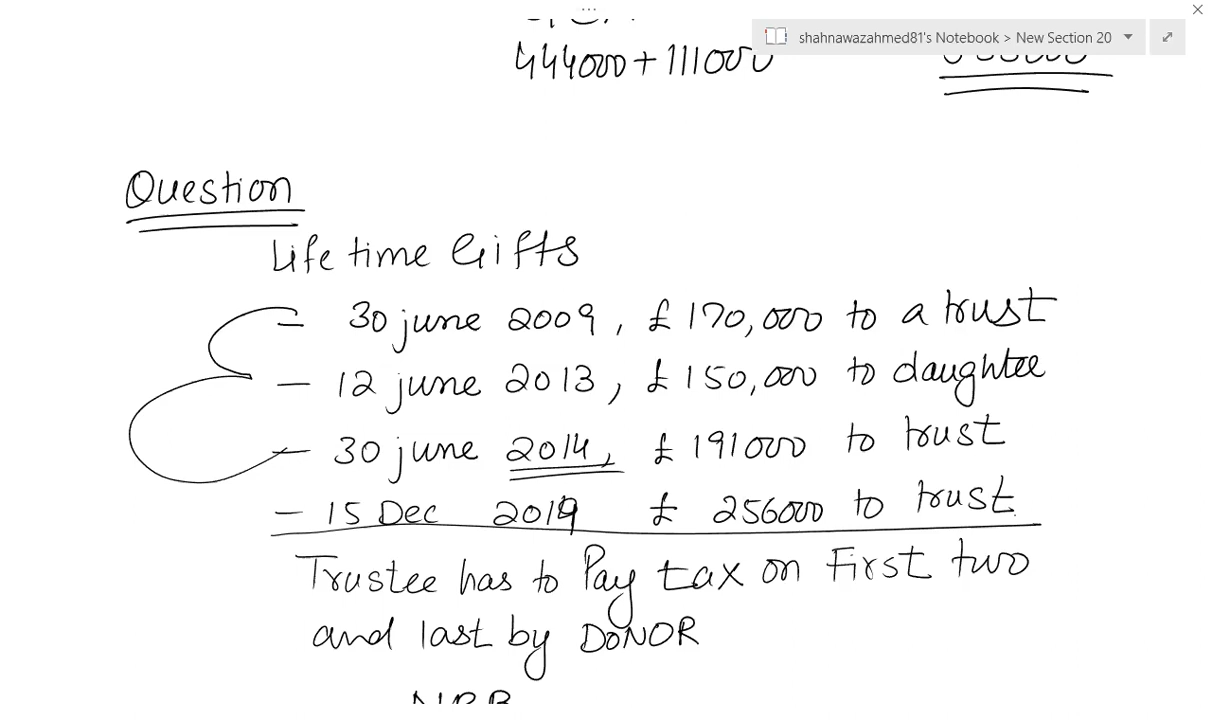 shahnawazahmed81's Notebook > New Section 20
444000 + 111000
Question
Life time Gifts
– 30 june 2009, £ 170,000 to a trust
– 12 june 2013, £ 150,000 to daughter
– 30 june 2014, £ 191000 to trust
– 15 Dec 2019 £ 256000 to trust
Trustee has to Pay tax on First two
and last by DONOR